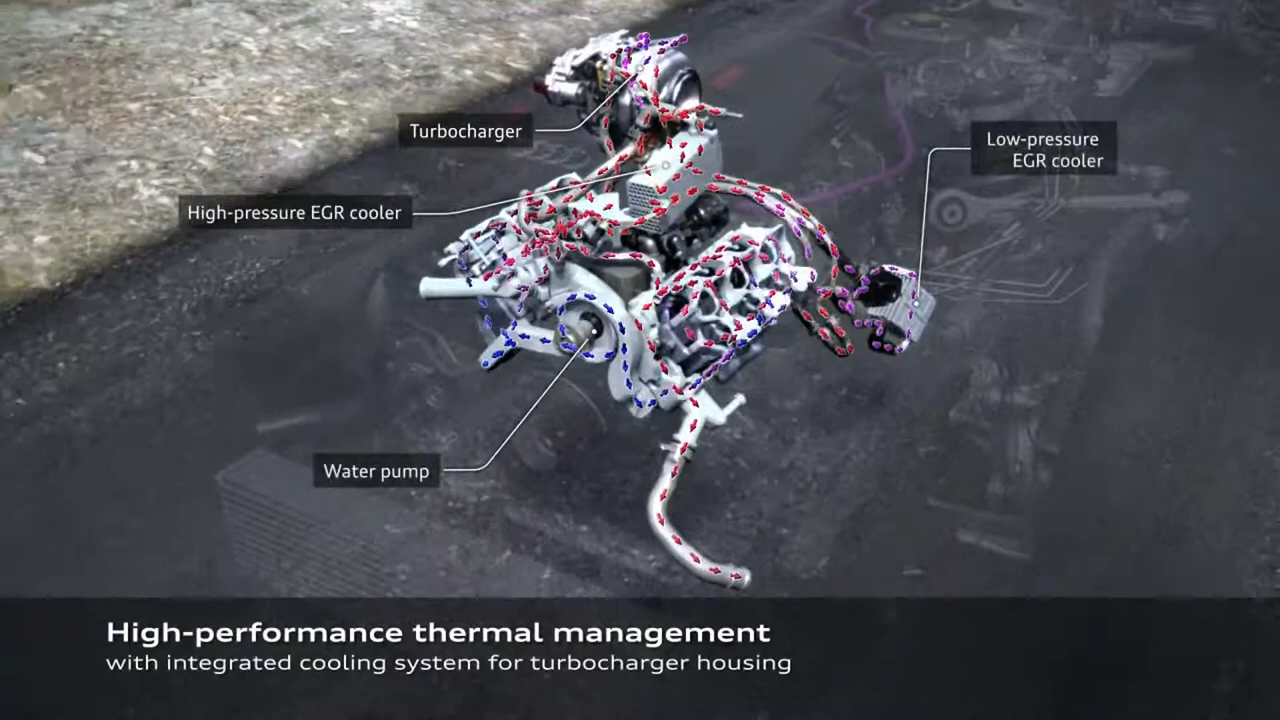 Turbocharger
Low-pressure
EGR cooler
High-pressure EGR cooler
Water pump
High-performance thermal management
with integrated cooling system for turbocharger housing